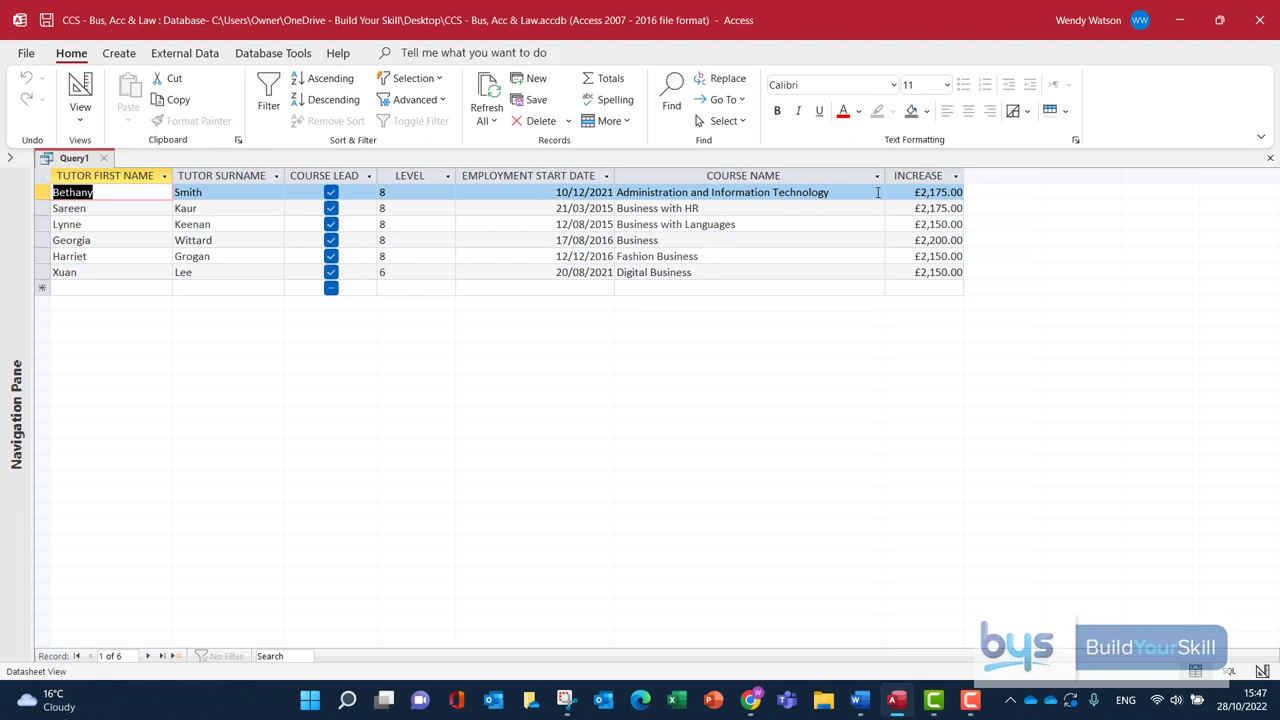 CCS - Bus, Acc & Law : Database- C:\Users\Owner\OneDrive - Build Your Skill\Desktop\CCS - Bus, Acc & Law.accdb (Access 2007 - 2016 file format) - Access
Wendy Watson WW
File Home Create External Data Database Tools Help Tell me what you want to do
View
Paste
Cut
Copy
Format Painter
Filter
Ascending
Descending
Remove Sort
Selection
Advanced
Toggle Filter
Refresh All
New
Save
Delete
Totals
Spelling
More
Find
Replace
Go To
Select
Calibri 11
B I U A
Undo Views Clipboard Sort & Filter Records Find Text Formatting
Query1
TUTOR FIRST NAME TUTOR SURNAME COURSE LEAD LEVEL EMPLOYMENT START DATE COURSE NAME INCREASE
Bethany Smith 8 10/12/2021 Administration and Information Technology £2,175.00
Sareen Kaur 8 21/03/2015 Business with HR £2,175.00
Lynne Keenan 8 12/08/2015 Business with Languages £2,150.00
Georgia Wittard 8 17/08/2016 Business £2,200.00
Harriet Grogan 8 12/12/2016 Fashion Business £2,150.00
Xuan Lee 6 20/08/2021 Digital Business £2,150.00
Navigation Pane
bys BuildYourSkill
Record: 1 of 6 No Filter Search
Datasheet View SQL
16°C
Cloudy
ENG
15:47
28/10/2022